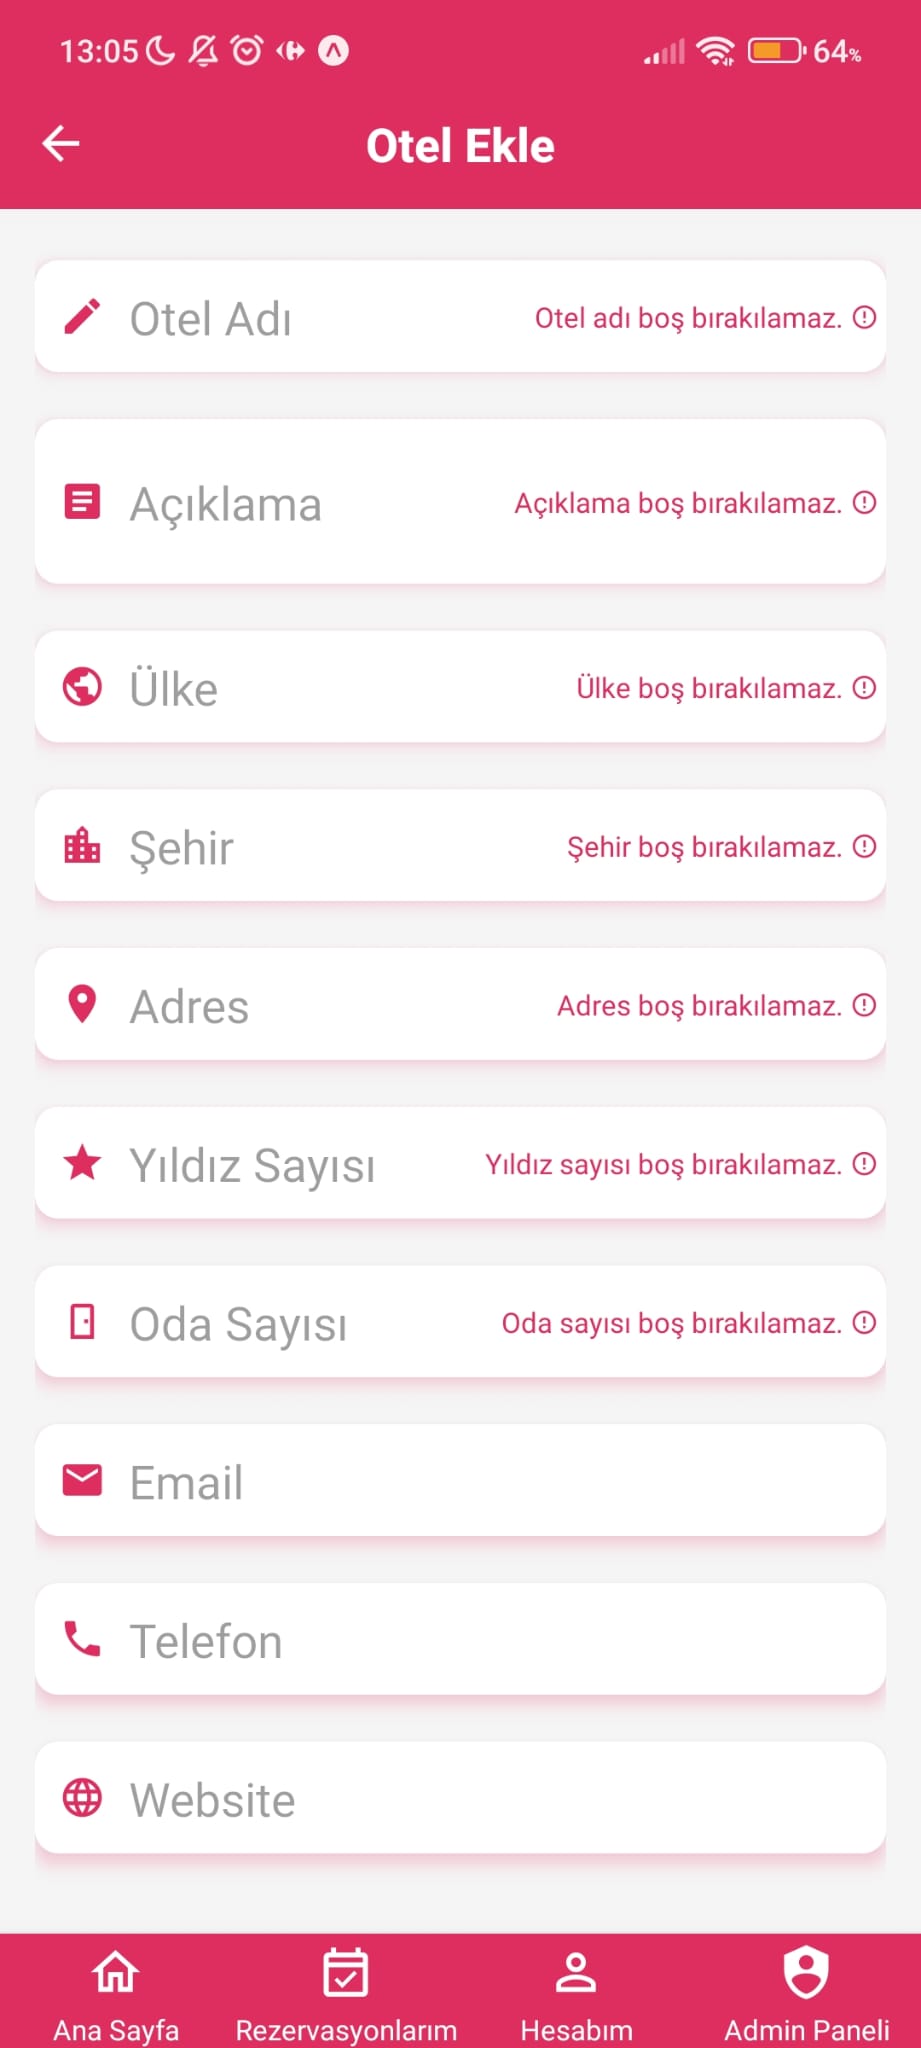 13:05
64%
Otel Ekle
Otel Adı Otel adı boş bırakılamaz.
Açıklama Açıklama boş bırakılamaz.
Ülke Ülke boş bırakılamaz.
Şehir Şehir boş bırakılamaz.
Adres Adres boş bırakılamaz.
Yıldız Sayısı Yıldız sayısı boş bırakılamaz.
Oda Sayısı Oda sayısı boş bırakılamaz.
Email
Telefon
Website
Ana Sayfa Rezervasyonlarım Hesabım Admin Paneli